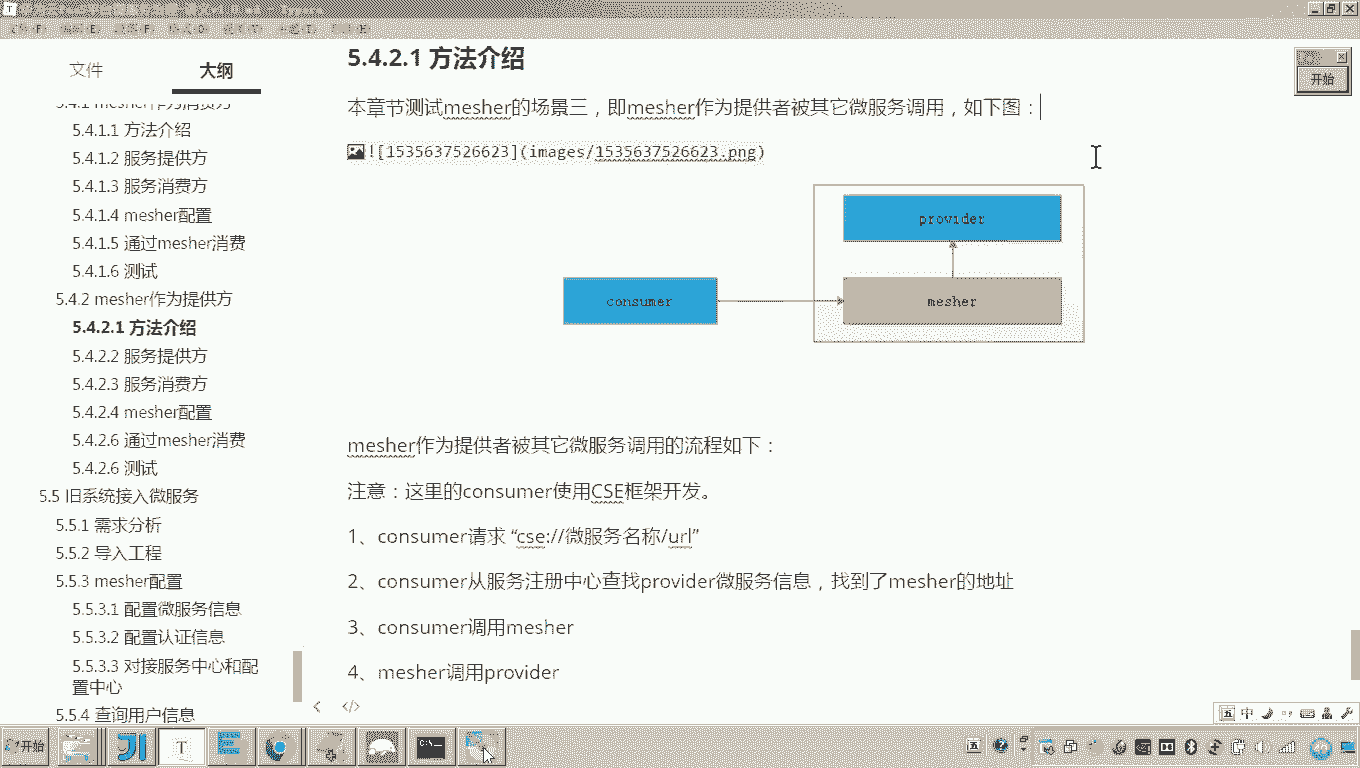 文件
大纲
5.4.1 mesher作为消费方
5.4.1.1 方法介绍
5.4.1.2 服务提供方
5.4.1.3 服务消费方
5.4.1.4 mesher配置
5.4.1.5 通过mesher消费
5.4.1.6 测试
5.4.2 mesher作为提供方
5.4.2.1 方法介绍
5.4.2.2 服务提供方
5.4.2.3 服务消费方
5.4.2.4 mesher配置
5.4.2.6 通过mesher消费
5.4.2.6 测试
5.5 旧系统接入微服务
5.5.1 需求分析
5.5.2 导入工程
5.5.3 mesher配置
5.5.3.1 配置微服务信息
5.5.3.2 配置认证信息
5.5.3.3 对接服务中心和配
置中心
5.5.4 查询用户信息
5.4.2.1 方法介绍
本章节测试mesher的场景三，即mesher作为提供者被其它微服务调用，如下图：
![1535637526623](images/1535637526623.png)
provider
consumer
mesher
mesher作为提供者被其它微服务调用的流程如下：
注意：这里的consumer使用CSE框架开发。
1、consumer请求 “cse://微服务名称/url”
2、consumer从服务注册中心查找provider微服务信息，找到了mesher的地址
3、consumer调用mesher
4、mesher调用provider
开始
开始
五 中